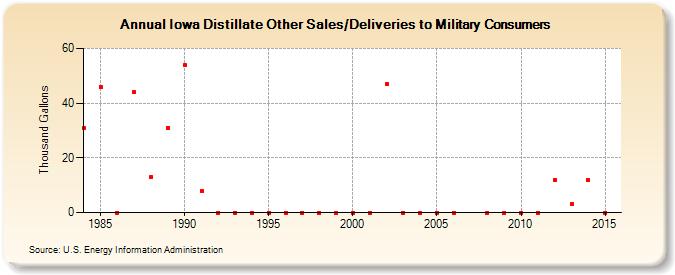 Annual Iowa Distillate Other Sales/Deliveries to Military Consumers
Thousand Gallons
60
40
20
0
1985 1990 1995 2000 2005 2010 2015
Source: U.S. Energy Information Administration